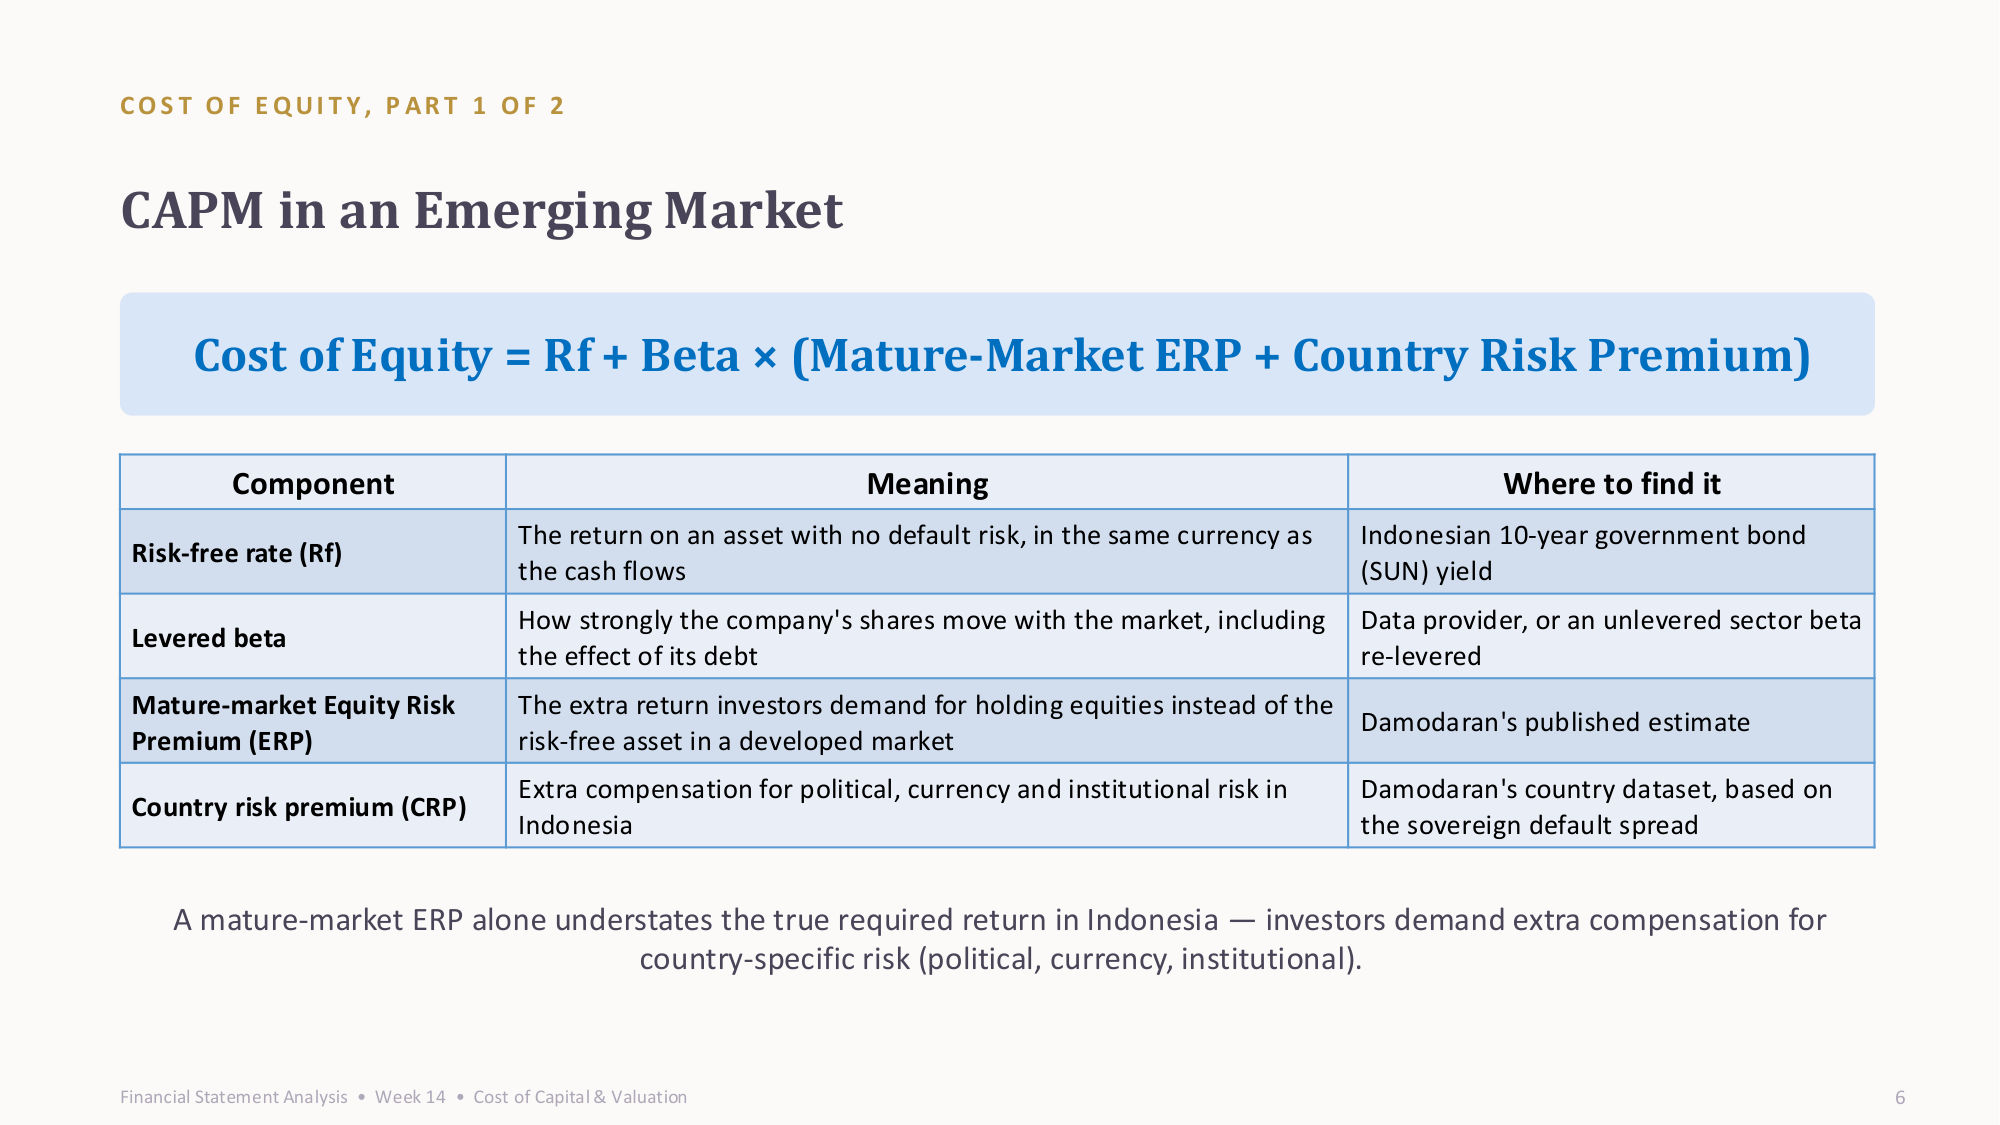 COST OF EQUITY, PART 1 OF 2
CAPM in an Emerging Market
Cost of Equity = Rf + Beta × (Mature-Market ERP + Country Risk Premium)
Component
Meaning
Where to find it
Risk-free rate (Rf)
The return on an asset with no default risk, in the same currency as
the cash flows
Indonesian 10-year government bond
(SUN) yield
Levered beta
How strongly the company's shares move with the market, including
the effect of its debt
Data provider, or an unlevered sector beta
re-levered
Mature-market Equity Risk
Premium (ERP)
The extra return investors demand for holding equities instead of the
risk-free asset in a developed market
Damodaran's published estimate
Country risk premium (CRP)
Extra compensation for political, currency and institutional risk in
Indonesia
Damodaran's country dataset, based on
the sovereign default spread
A mature-market ERP alone understates the true required return in Indonesia — investors demand extra compensation for
country-specific risk (political, currency, institutional).
Financial Statement Analysis • Week 14 • Cost of Capital & Valuation
6